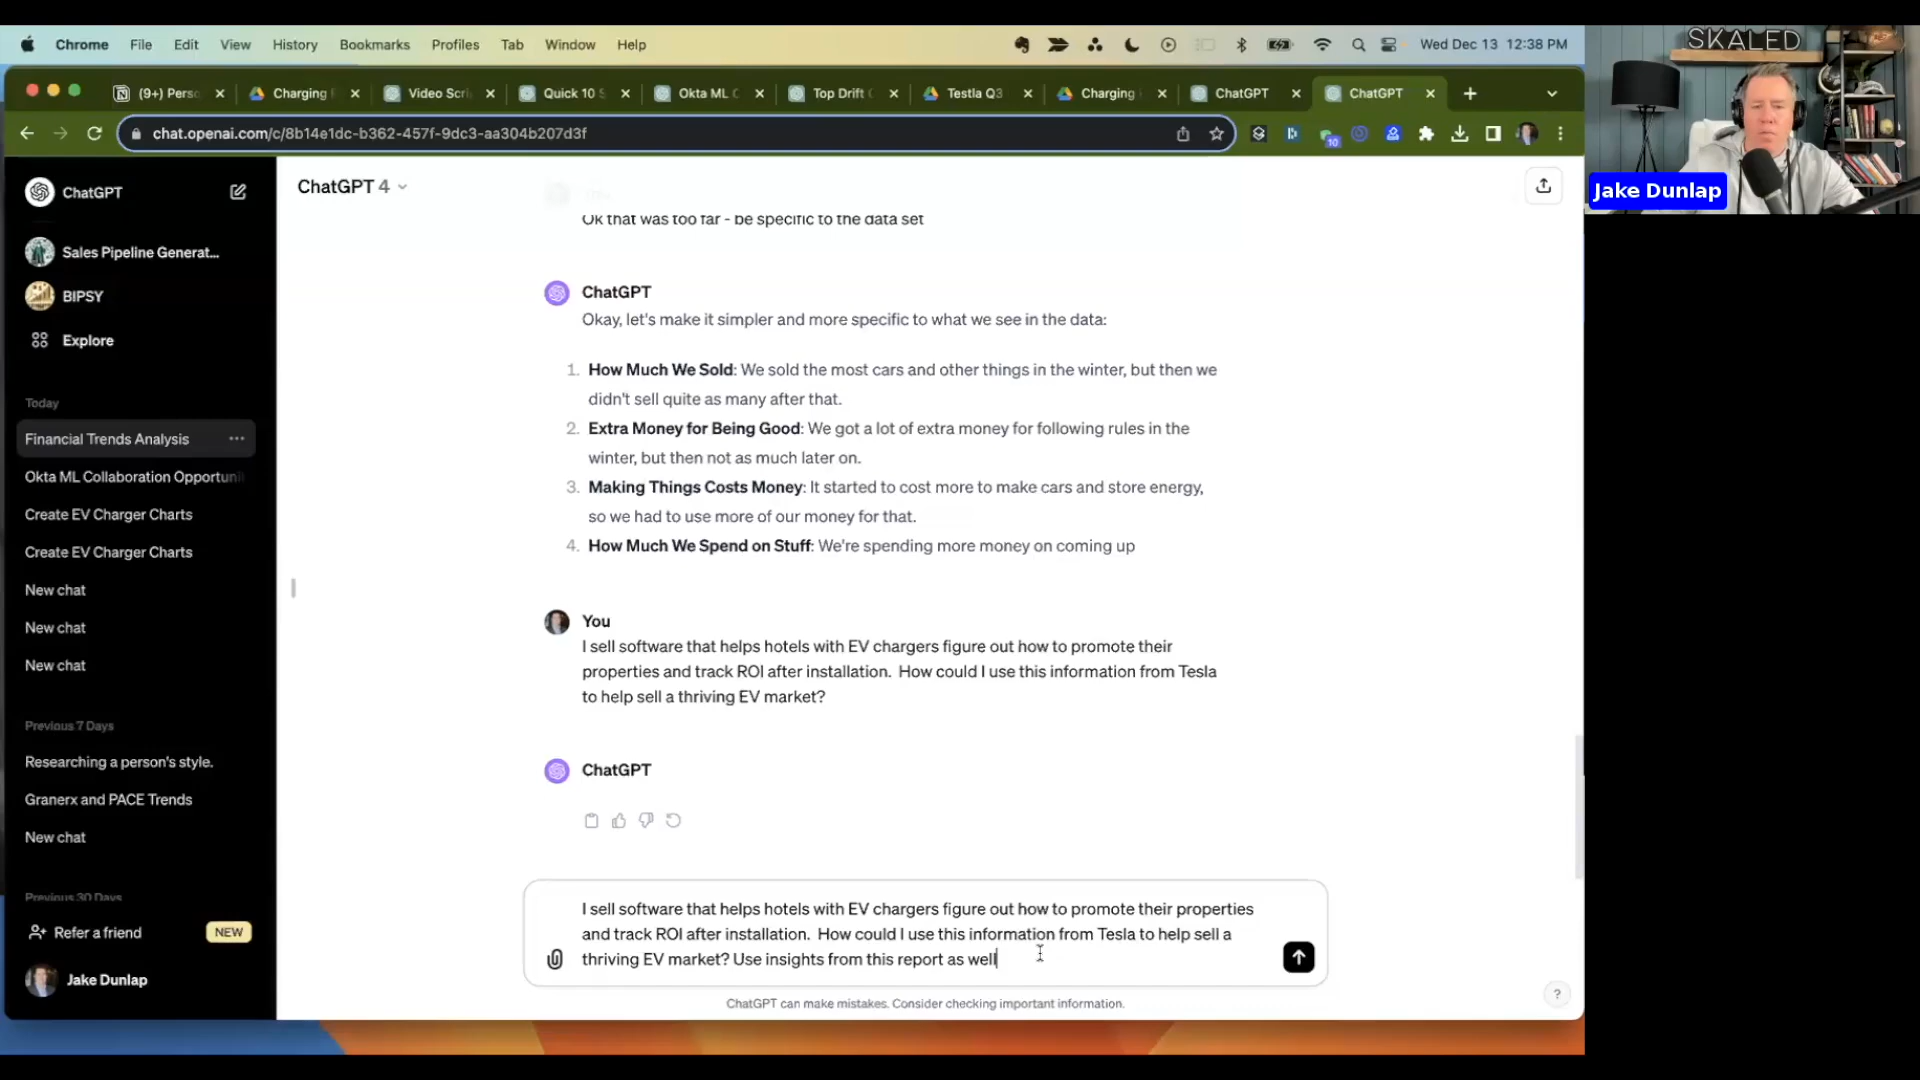 Chrome File Edit View History Bookmarks Profiles Tab Window Help
Wed Dec 13 12:38 PM
SKALED
(9+) Perso
Charging
Video Scri
Quick 10 S
Okta ML C
Top Drift
Testla Q3
Charging
ChatGPT
ChatGPT
chat.openai.com/c/8b14e1dc-b362-457f-9dc3-aa304b207d3f
10
Jake Dunlap
ChatGPT
Sales Pipeline Generat...
BIPSY
Explore
Today
Financial Trends Analysis
Okta ML Collaboration Opportuni
Create EV Charger Charts
Create EV Charger Charts
New chat
New chat
New chat
Previous 7 Days
Researching a person's style.
Granerx and PACE Trends
New chat
Previous 30 Days
Refer a friend NEW
Jake Dunlap
ChatGPT 4
Ok that was too far - be specific to the data set
ChatGPT
Okay, let's make it simpler and more specific to what we see in the data:
1. How Much We Sold: We sold the most cars and other things in the winter, but then we
didn't sell quite as many after that.
2. Extra Money for Being Good: We got a lot of extra money for following rules in the
winter, but then not as much later on.
3. Making Things Costs Money: It started to cost more to make cars and store energy,
so we had to use more of our money for that.
4. How Much We Spend on Stuff: We're spending more money on coming up
You
I sell software that helps hotels with EV chargers figure out how to promote their
properties and track ROI after installation. How could I use this information from Tesla
to help sell a thriving EV market?
ChatGPT
I sell software that helps hotels with EV chargers figure out how to promote their properties
and track ROI after installation. How could I use this information from Tesla to help sell a
thriving EV market? Use insights from this report as well
ChatGPT can make mistakes. Consider checking important information.
?